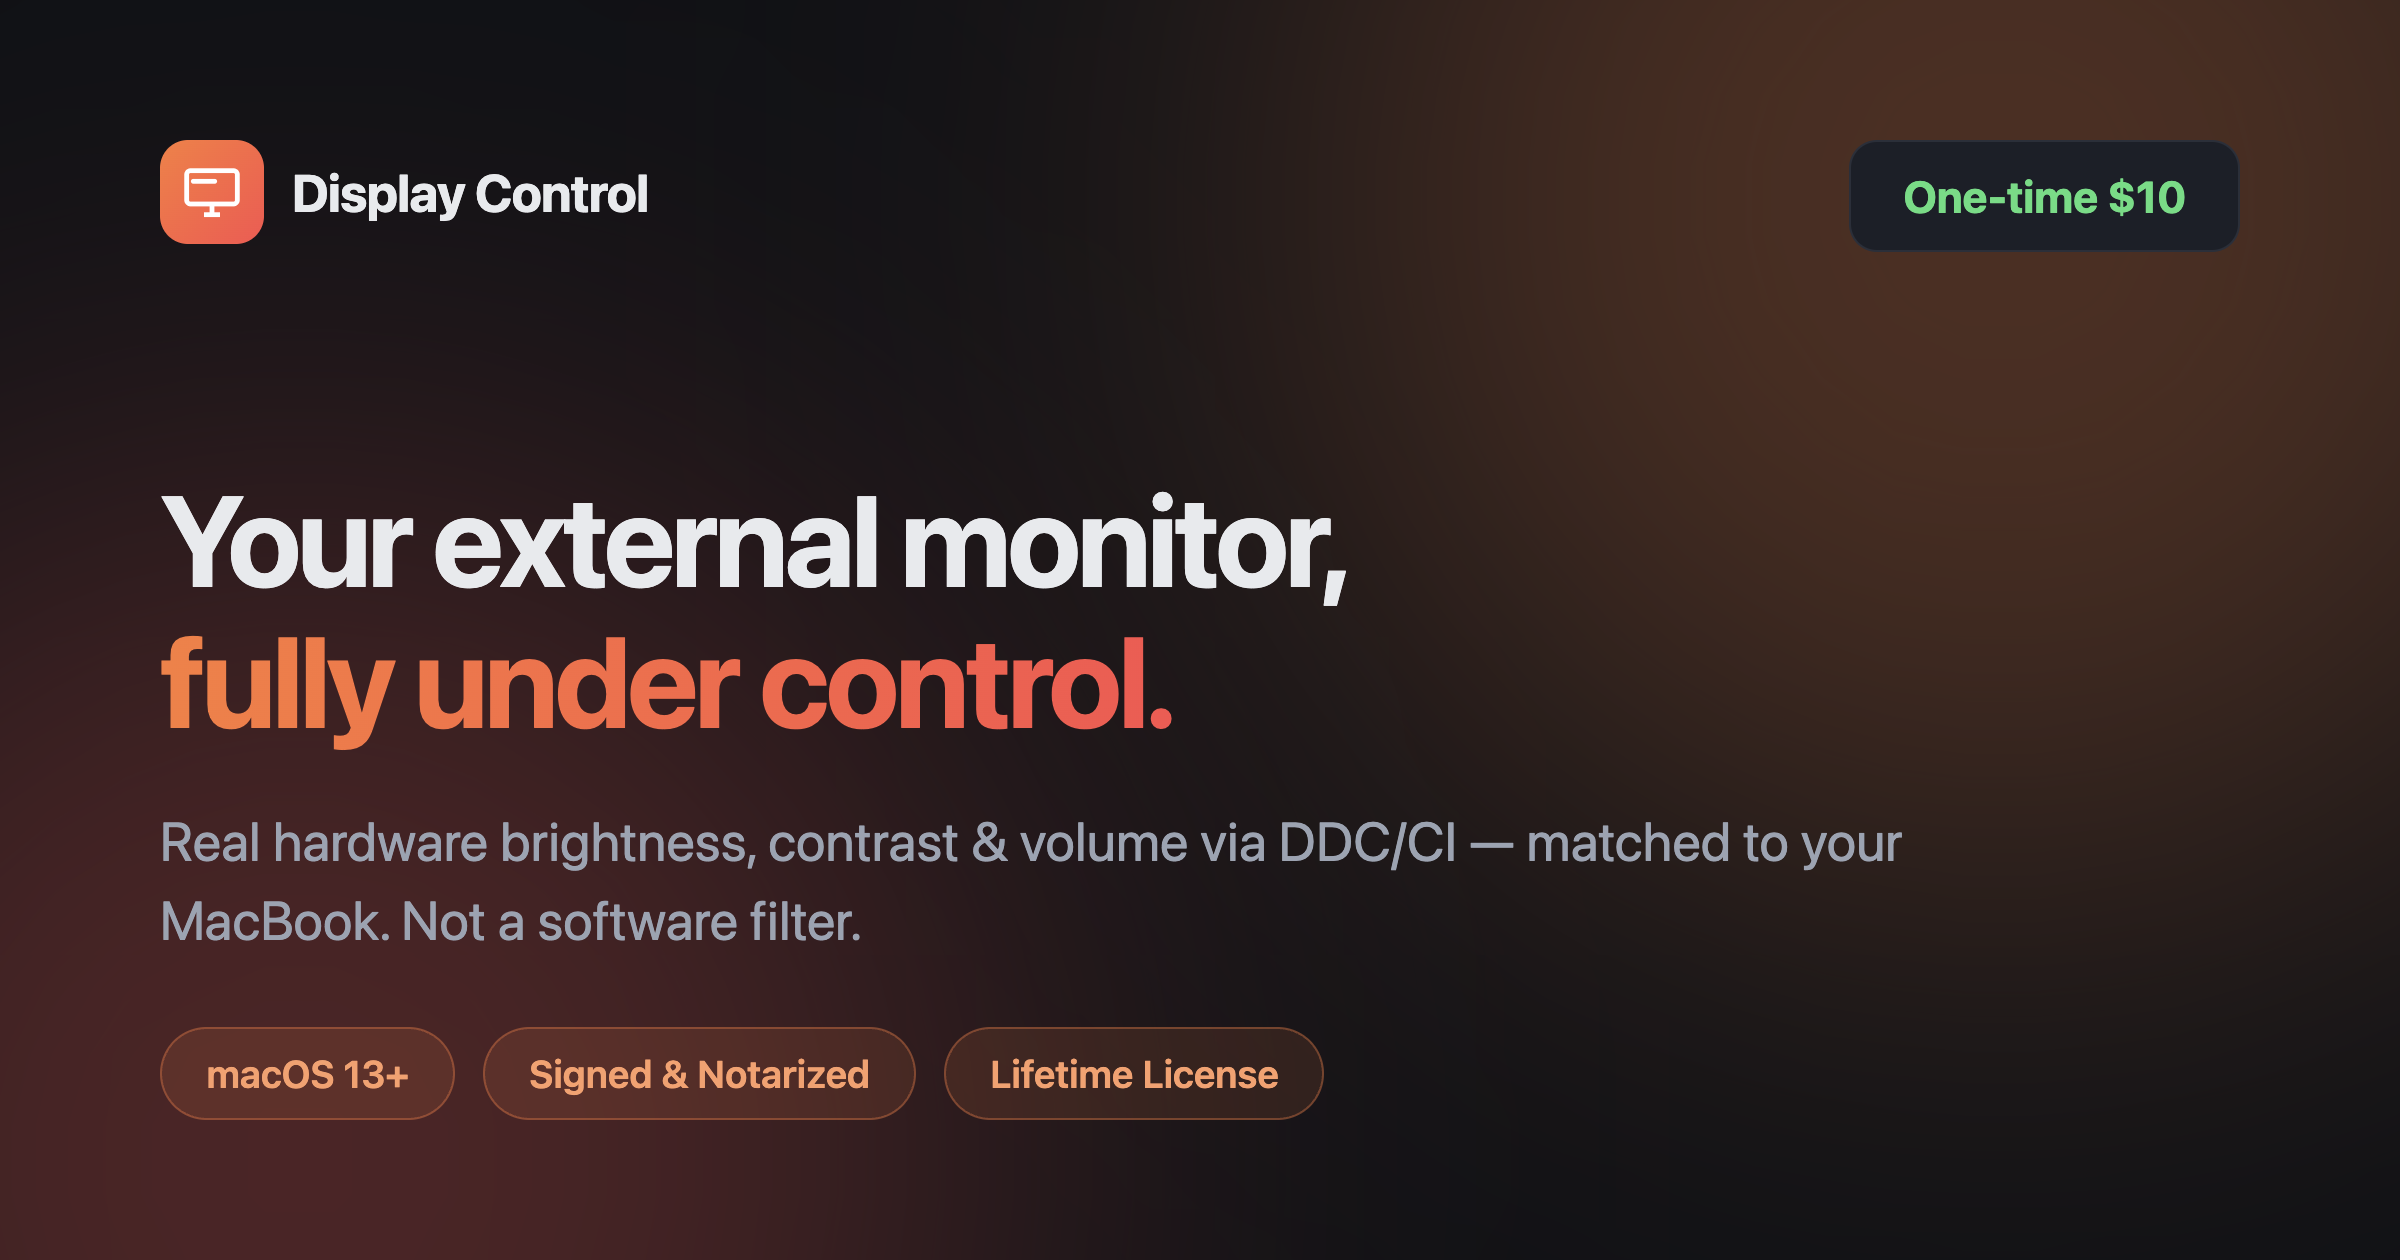 Display Control
One-time $10
Your external monitor,
fully under control.
Real hardware brightness, contrast & volume via DDC/CI — matched to your
MacBook. Not a software filter.
macOS 13+
Signed & Notarized
Lifetime License